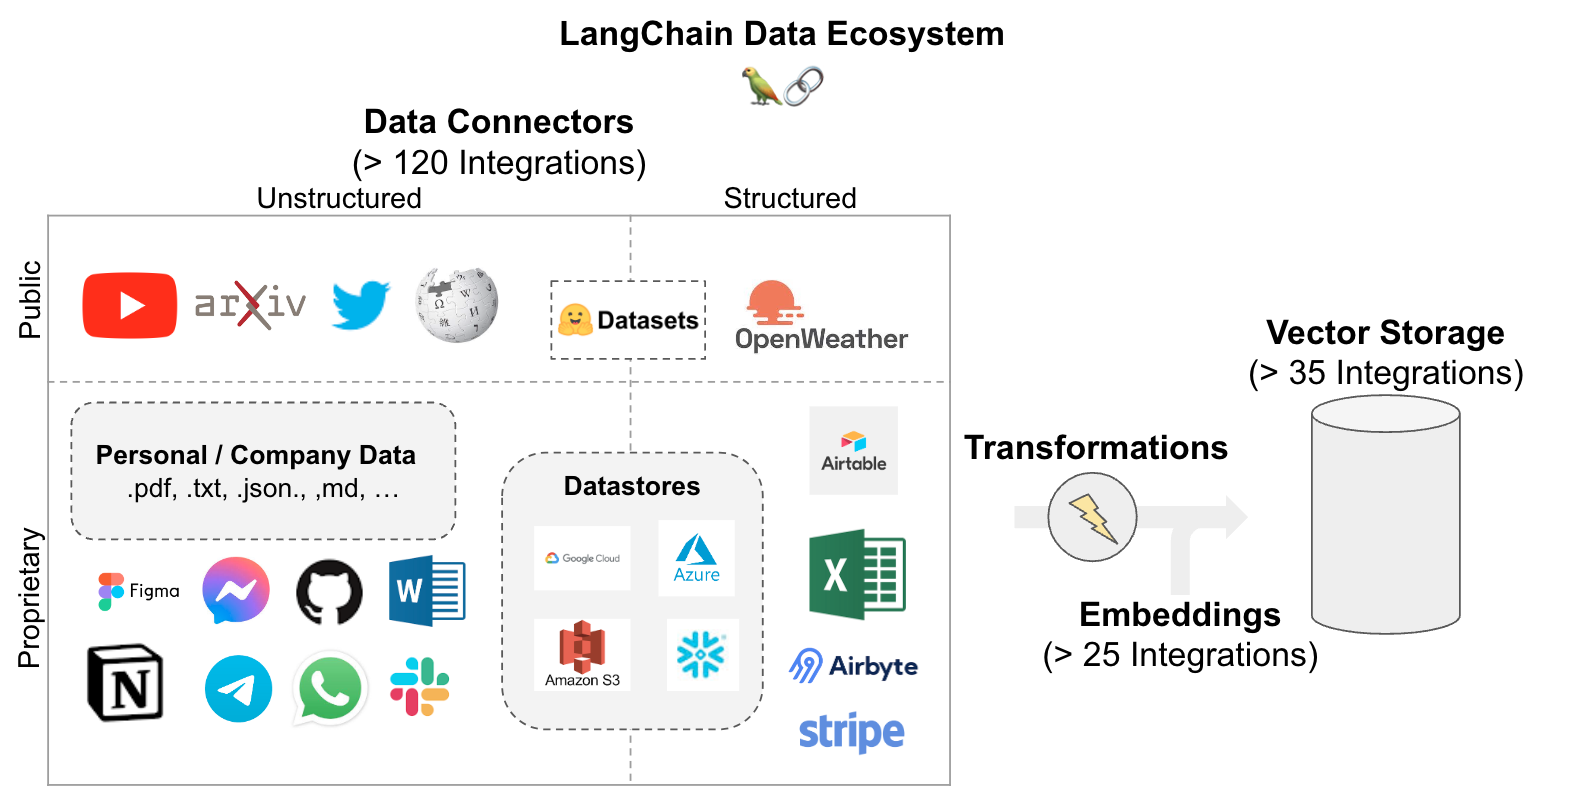 LangChain Data Ecosystem
Data Connectors
(> 120 Integrations)
Unstructured
Structured
Public
arXiv
Ω
W
И
7
Datasets
OpenWeather
Vector Storage
(> 35 Integrations)
Personal / Company Data
.pdf, .txt, .json., ,md, …
Datastores
Airtable
Transformations
Proprietary
Google Cloud
Azure
X
Figma
W
Embeddings
(> 25 Integrations)
Amazon S3
N
Airbyte
stripe